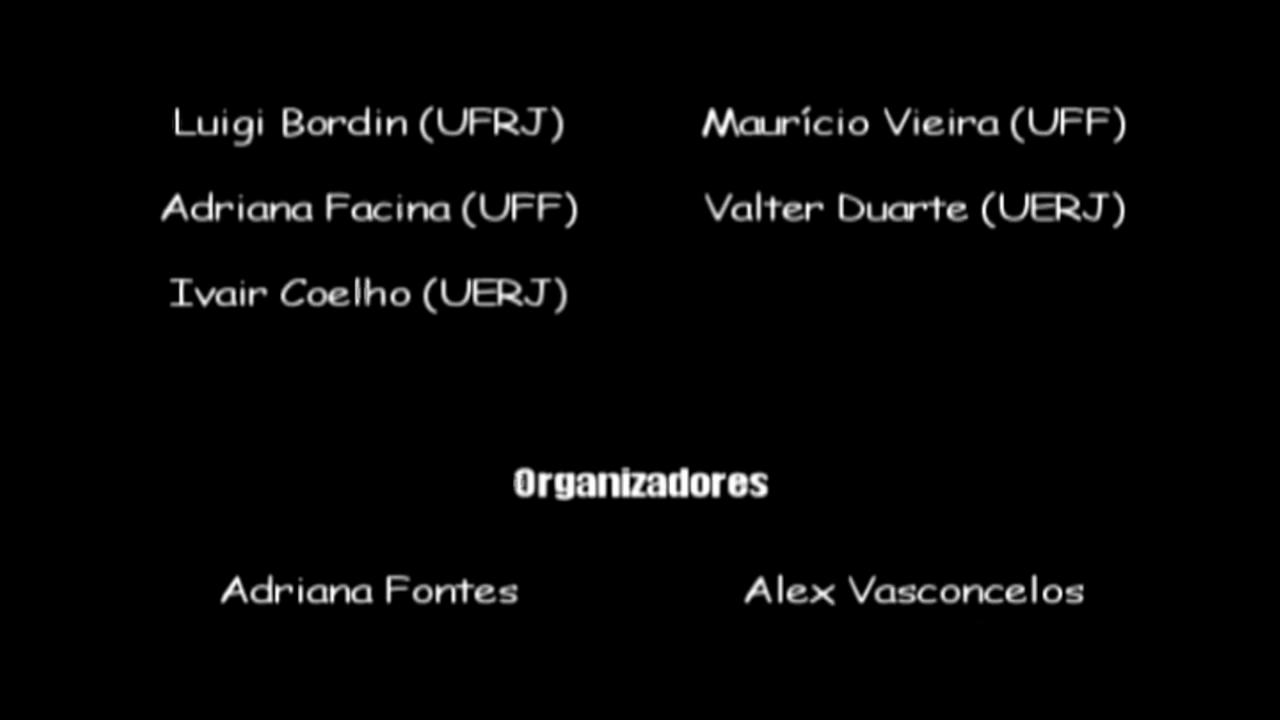 Luigi Bordin (UFRJ) Maurício Vieira (UFF)
Adriana Facina (UFF) Valter Duarte (UERJ)
Ivair Coelho (UERJ)
Organizadores
Adriana Fontes Alex Vasconcelos